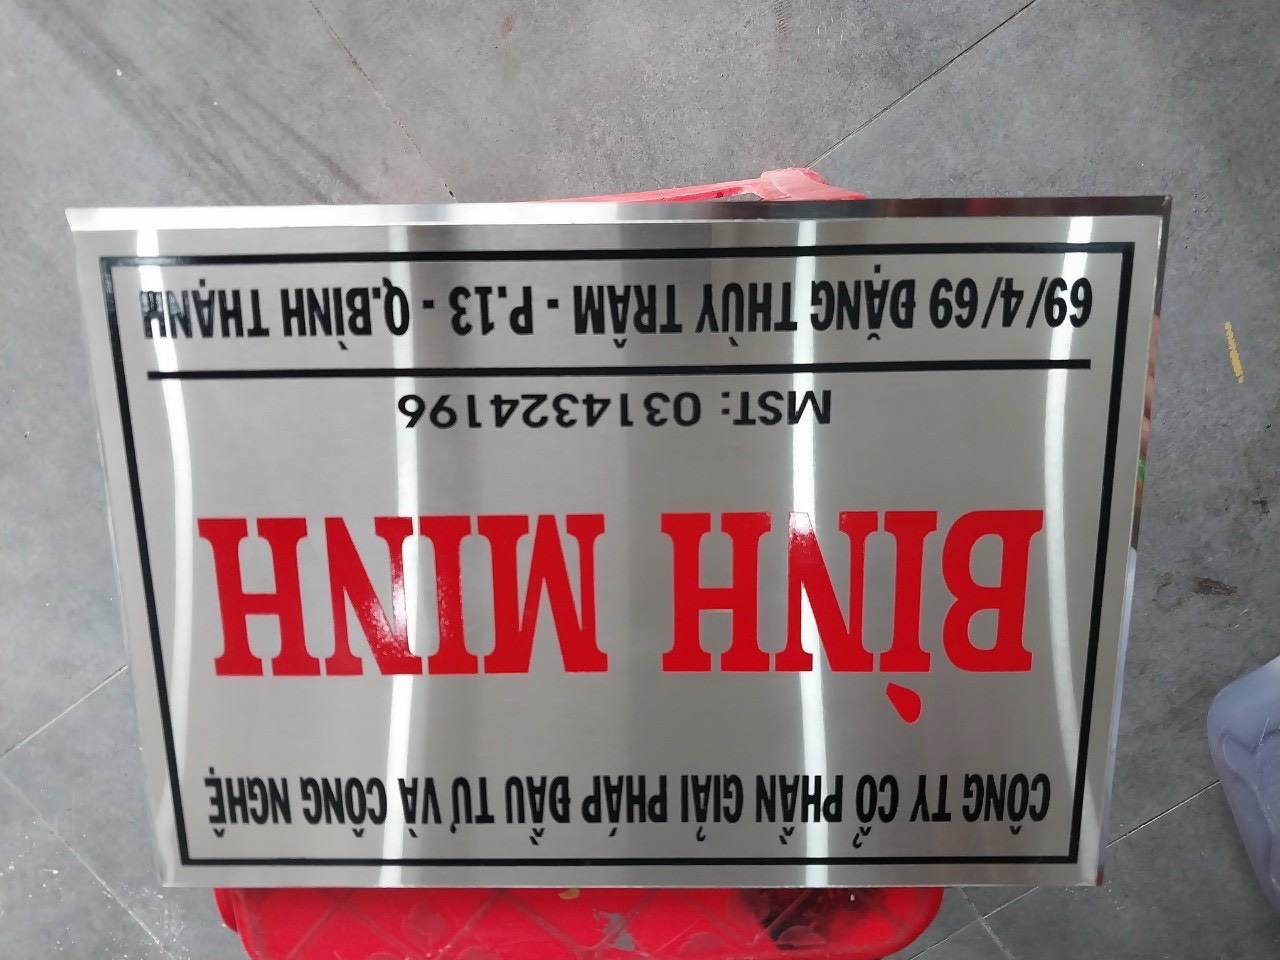 CÔNG TY CỔ PHẦN GIẢI PHÁP ĐẦU TƯ VÀ CÔNG NGHỆ
BÌNH MINH
MST: 0314324196
69/4/69 ĐẶNG THÙY TRÂM - P.13 - Q.BÌNH THẠNH